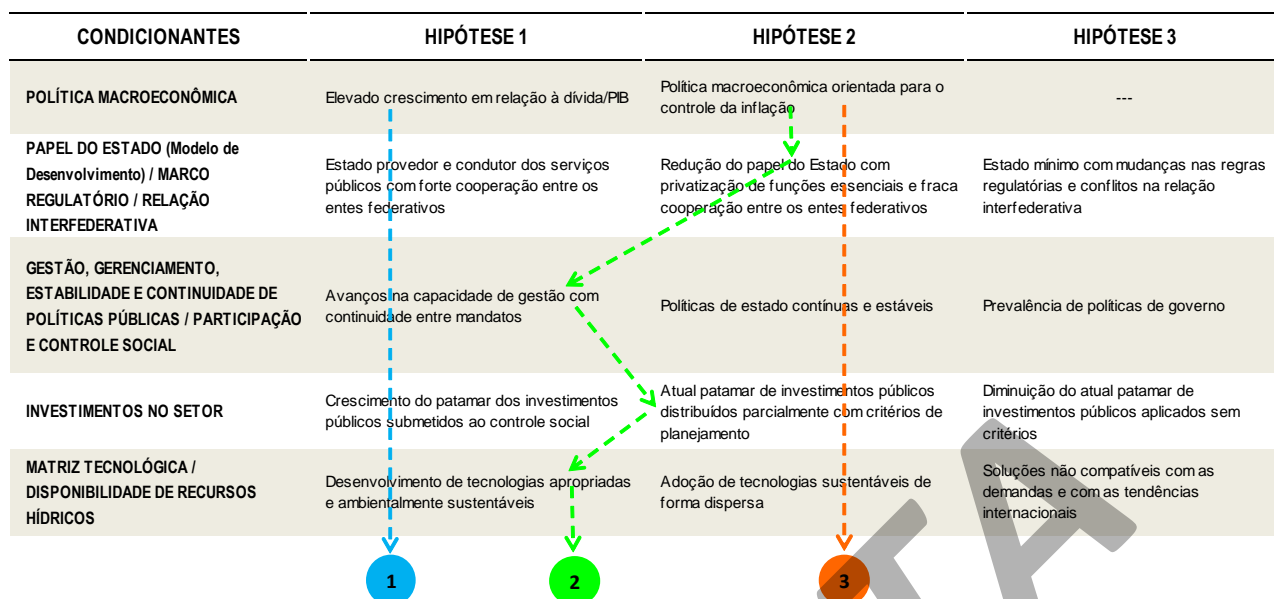 CONDICIONANTES
HIPÓTESE 1
HIPÓTESE 2
HIPÓTESE 3
POLÍTICA MACROECONÔMICA
Elevado crescimento em relação à dívida/PIB
Política macroeconômica orientada para o
controle da inflação
---
PAPEL DO ESTADO (Modelo de
Desenvolvimento) / MARCO
REGULATÓRIO / RELAÇÃO
INTERFEDERATIVA
Estado provedor e condutor dos serviços
públicos com forte cooperação entre os
entes federativos
Redução do papel do Estado com
privatização de funções essenciais e fraca
cooperação entre os entes federativos
Estado mínimo com mudanças nas regras
regulatórias e conflitos na relação
interfederativa
GESTÃO, GERENCIAMENTO,
ESTABILIDADE E CONTINUIDADE DE
POLÍTICAS PÚBLICAS / PARTICIPAÇÃO
E CONTROLE SOCIAL
Avanços na capacidade de gestão com
continuidade entre mandatos
Políticas de estado contínuas e estáveis
Prevalência de políticas de governo
INVESTIMENTOS NO SETOR
Crescimento do patamar dos investimentos
públicos submetidos ao controle social
Atual patamar de investimentos públicos
distribuídos parcialmente com critérios de
planejamento
Diminuição do atual patamar de
investimentos públicos aplicados sem
critérios
MATRIZ TECNOLÓGICA /
DISPONIBILIDADE DE RECURSOS
HÍDRICOS
Desenvolvimento de tecnologias apropriadas
e ambientalmente sustentáveis
Adoção de tecnologias sustentáveis de
forma dispersa
Soluções não compatíveis com as
demandas e com as tendências
internacionais
1
2
3
TA